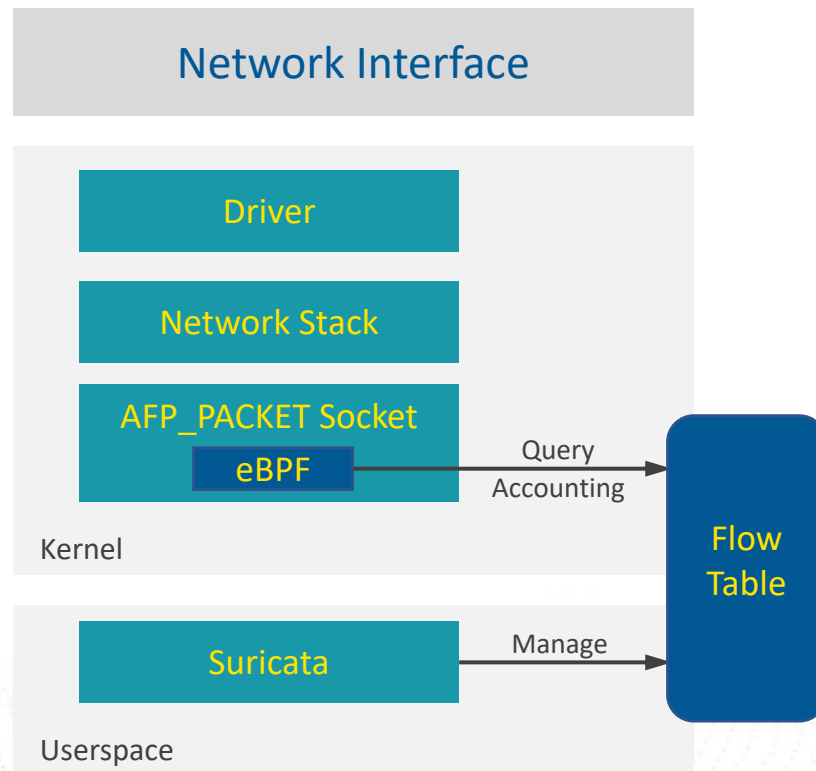 Network Interface
Driver
Network Stack
AFP_PACKET Socket
eBPF
Query
Accounting
Kernel
Flow
Table
Suricata
Manage
Userspace